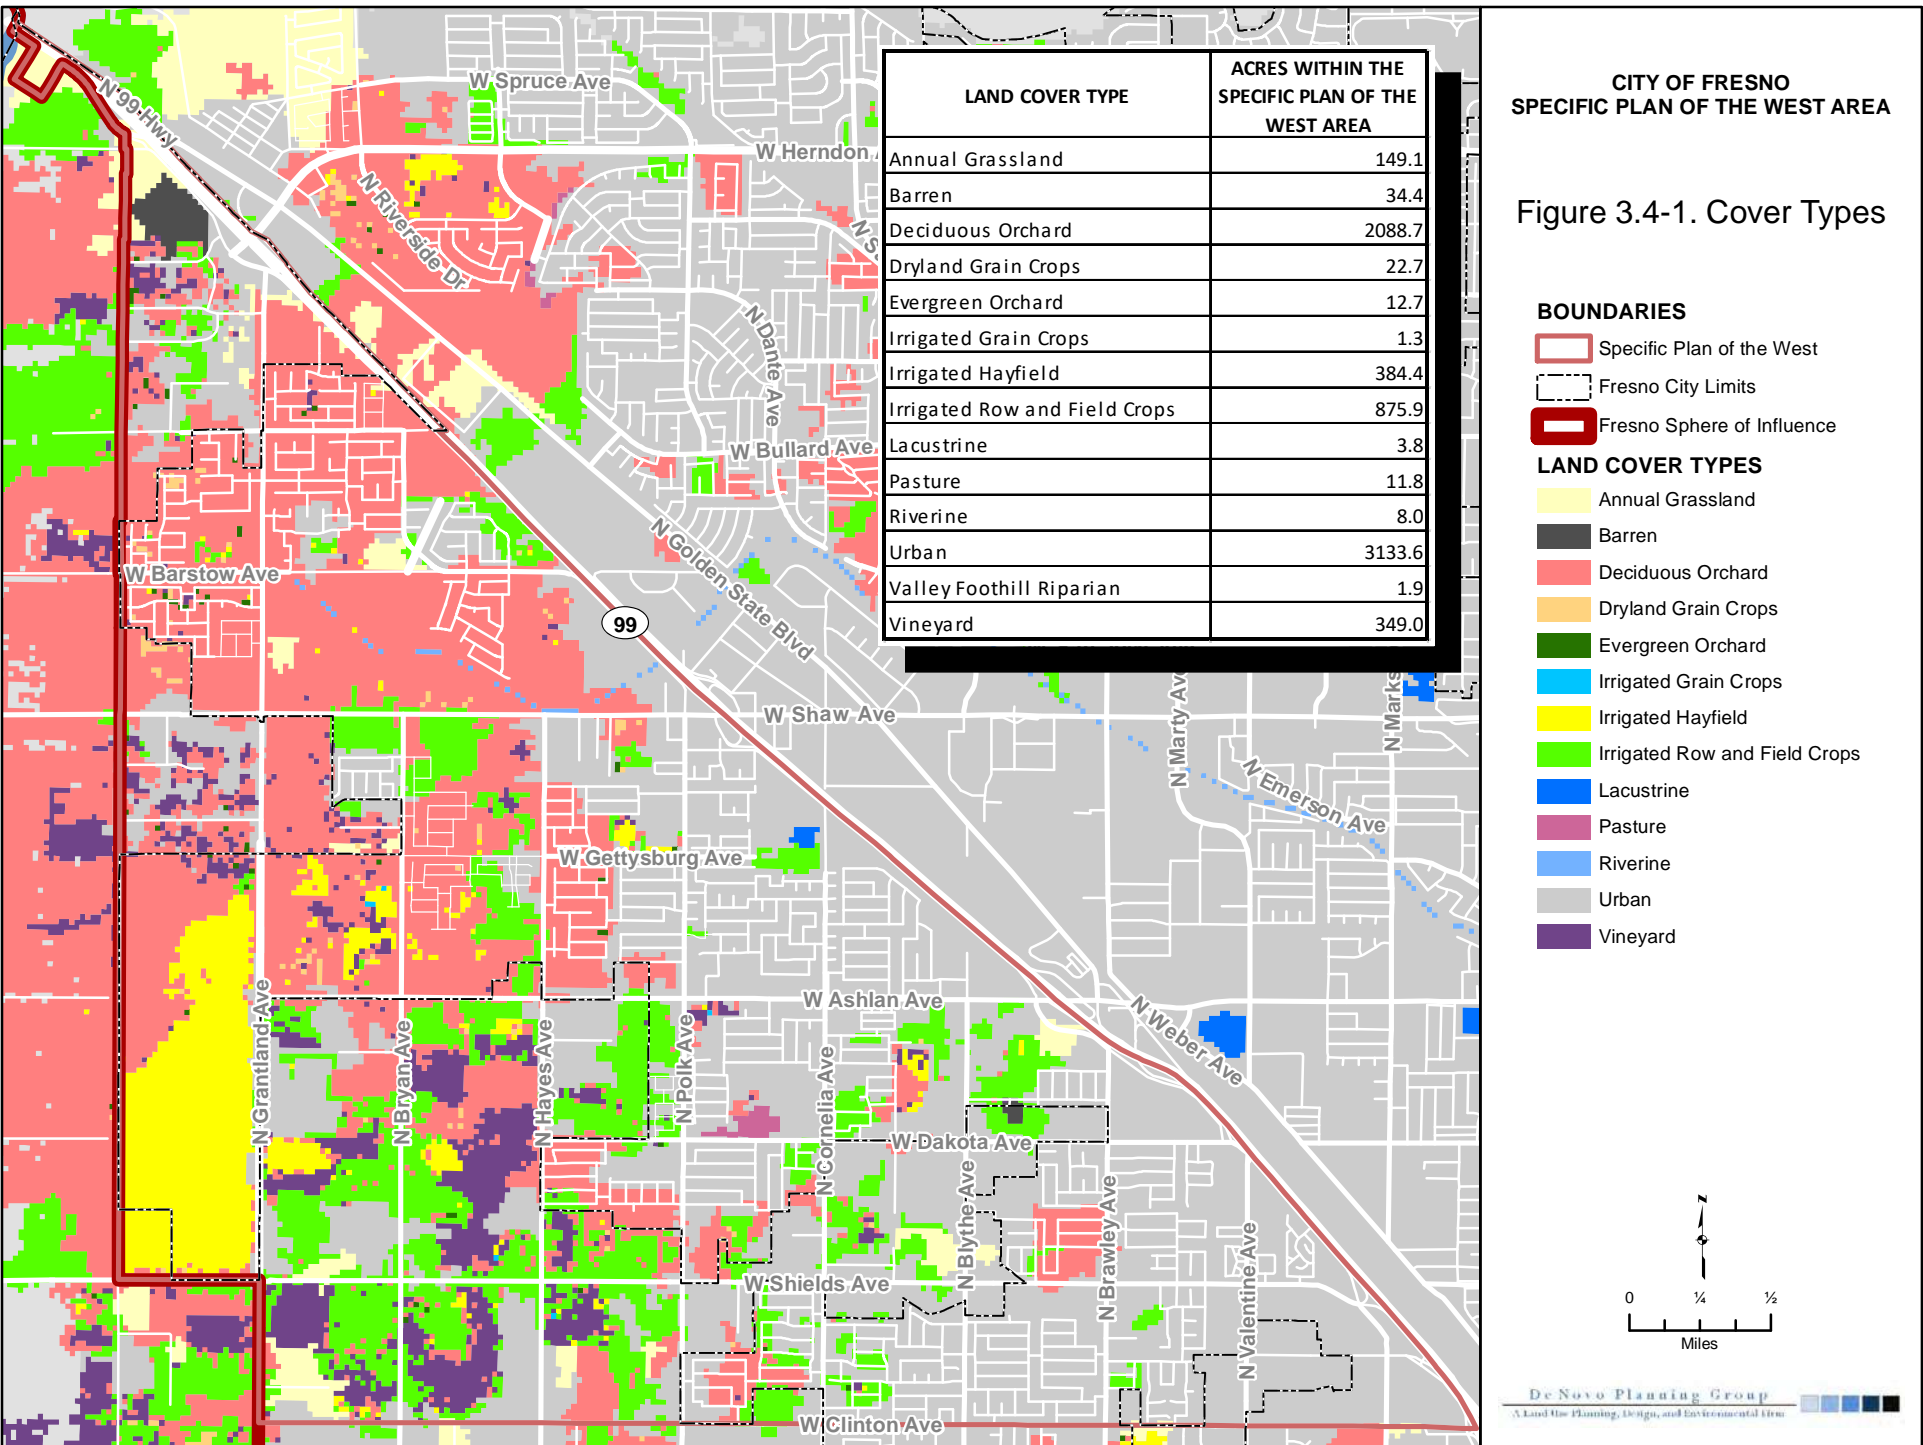 W Spruce Ave
N 99 Hwy
W Herndon
N Riverside Dr
N Dante Ave
W Bullard Ave
N Golden State Blvd
W Barstow Ave
99
W Shaw Ave
N Marty Ave
N Marks
N Emerson Ave
W Gettysburg Ave
W Ashlan Ave
N Weber Ave
N Grantland Ave
N Bryan Ave
N Hayes Ave
N Polk Ave
N Cornelia Ave
W Dakota Ave
N Blythe Ave
N Brawley Ave
N Valentine Ave
W Shields Ave
W Clinton Ave
LAND COVER TYPE
ACRES WITHIN THE
SPECIFIC PLAN OF THE
WEST AREA
Annual Grassland 149.1
Barren 34.4
Deciduous Orchard 2088.7
Dryland Grain Crops 22.7
Evergreen Orchard 12.7
Irrigated Grain Crops 1.3
Irrigated Hayfield 384.4
Irrigated Row and Field Crops 875.9
Lacustrine 3.8
Pasture 11.8
Riverine 8.0
Urban 3133.6
Valley Foothill Riparian 1.9
Vineyard 349.0
CITY OF FRESNO
SPECIFIC PLAN OF THE WEST AREA
Figure 3.4-1. Cover Types
BOUNDARIES
Specific Plan of the West
Fresno City Limits
Fresno Sphere of Influence
LAND COVER TYPES
Annual Grassland
Barren
Deciduous Orchard
Dryland Grain Crops
Evergreen Orchard
Irrigated Grain Crops
Irrigated Hayfield
Irrigated Row and Field Crops
Lacustrine
Pasture
Riverine
Urban
Vineyard
N
0 ¼ ½
Miles
De Novo Planning Group
A Land Use Planning, Design, and Environmental Firm